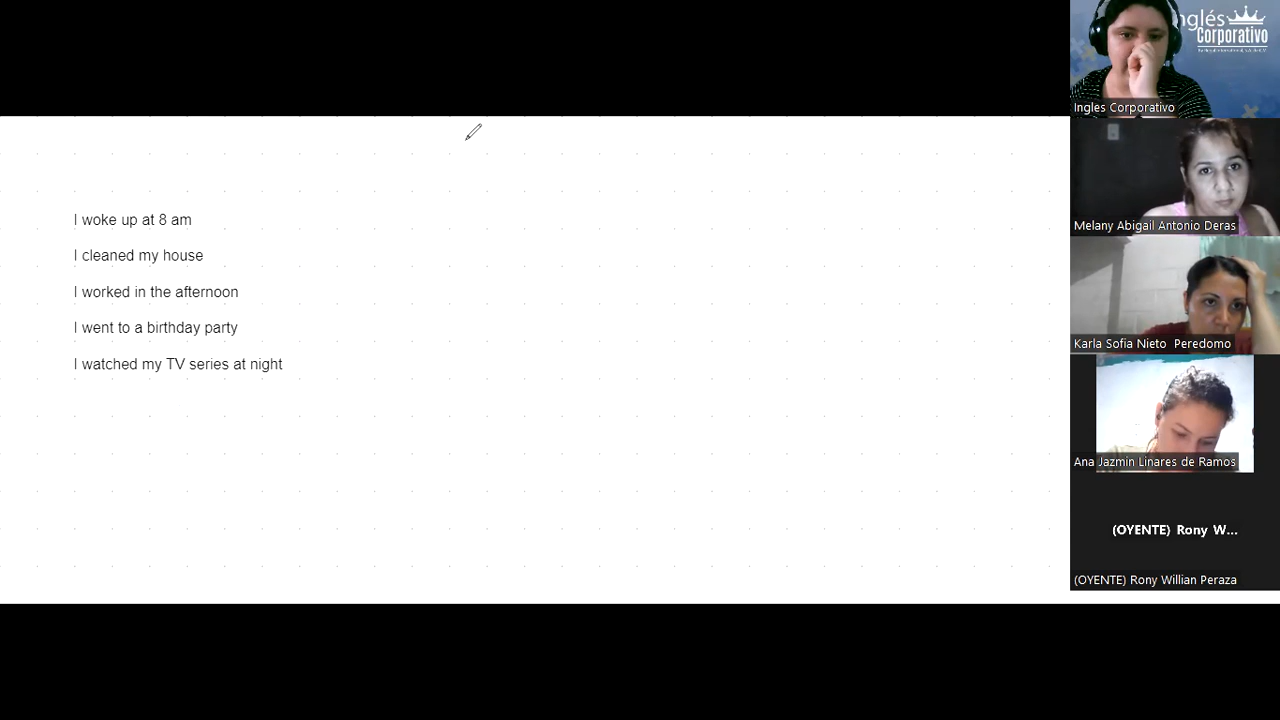 I woke up at 8 am
I cleaned my house
I worked in the afternoon
I went to a birthday party
I watched my TV series at night
nglés
Corporativo
Ingles Corporativo
Melany Abigail Antonio Deras
Karla Sofia Nieto Peredomo
Ana Jazmin Linares de Ramos
(OYENTE) Rony W...
(OYENTE) Rony Willian Peraza